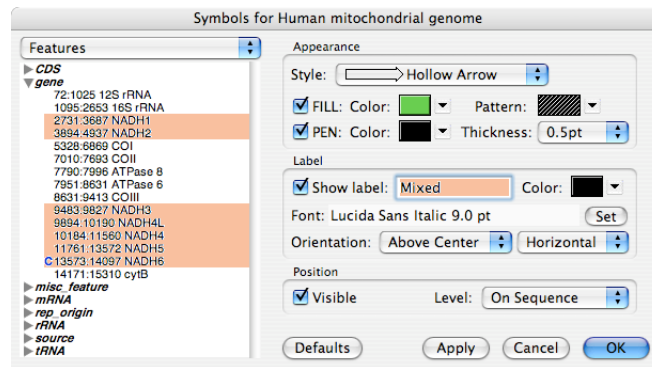 Symbols for Human mitochondrial genome
Features
CDS
gene
72:1025 12S rRNA
1095:2653 16S rRNA
2731:3687 NADH1
3894:4937 NADH2
5328:6869 COI
7010:7693 COII
7790:7996 ATPase 8
7951:8631 ATPase 6
8631:9413 COIII
9483:9827 NADH3
9894:10190 NADH4L
10184:11560 NADH4
11761:13572 NADH5
C 13573:14097 NADH6
14171:15310 cytB
misc_feature
mRNA
rep_origin
rRNA
source
tRNA
Appearance
Style: Hollow Arrow
FILL: Color: Pattern:
PEN: Color: Thickness: 0.5pt
Label
Show label: Mixed Color:
Font: Lucida Sans Italic 9.0 pt Set
Orientation: Above Center Horizontal
Position
Visible Level: On Sequence
Defaults Apply Cancel OK